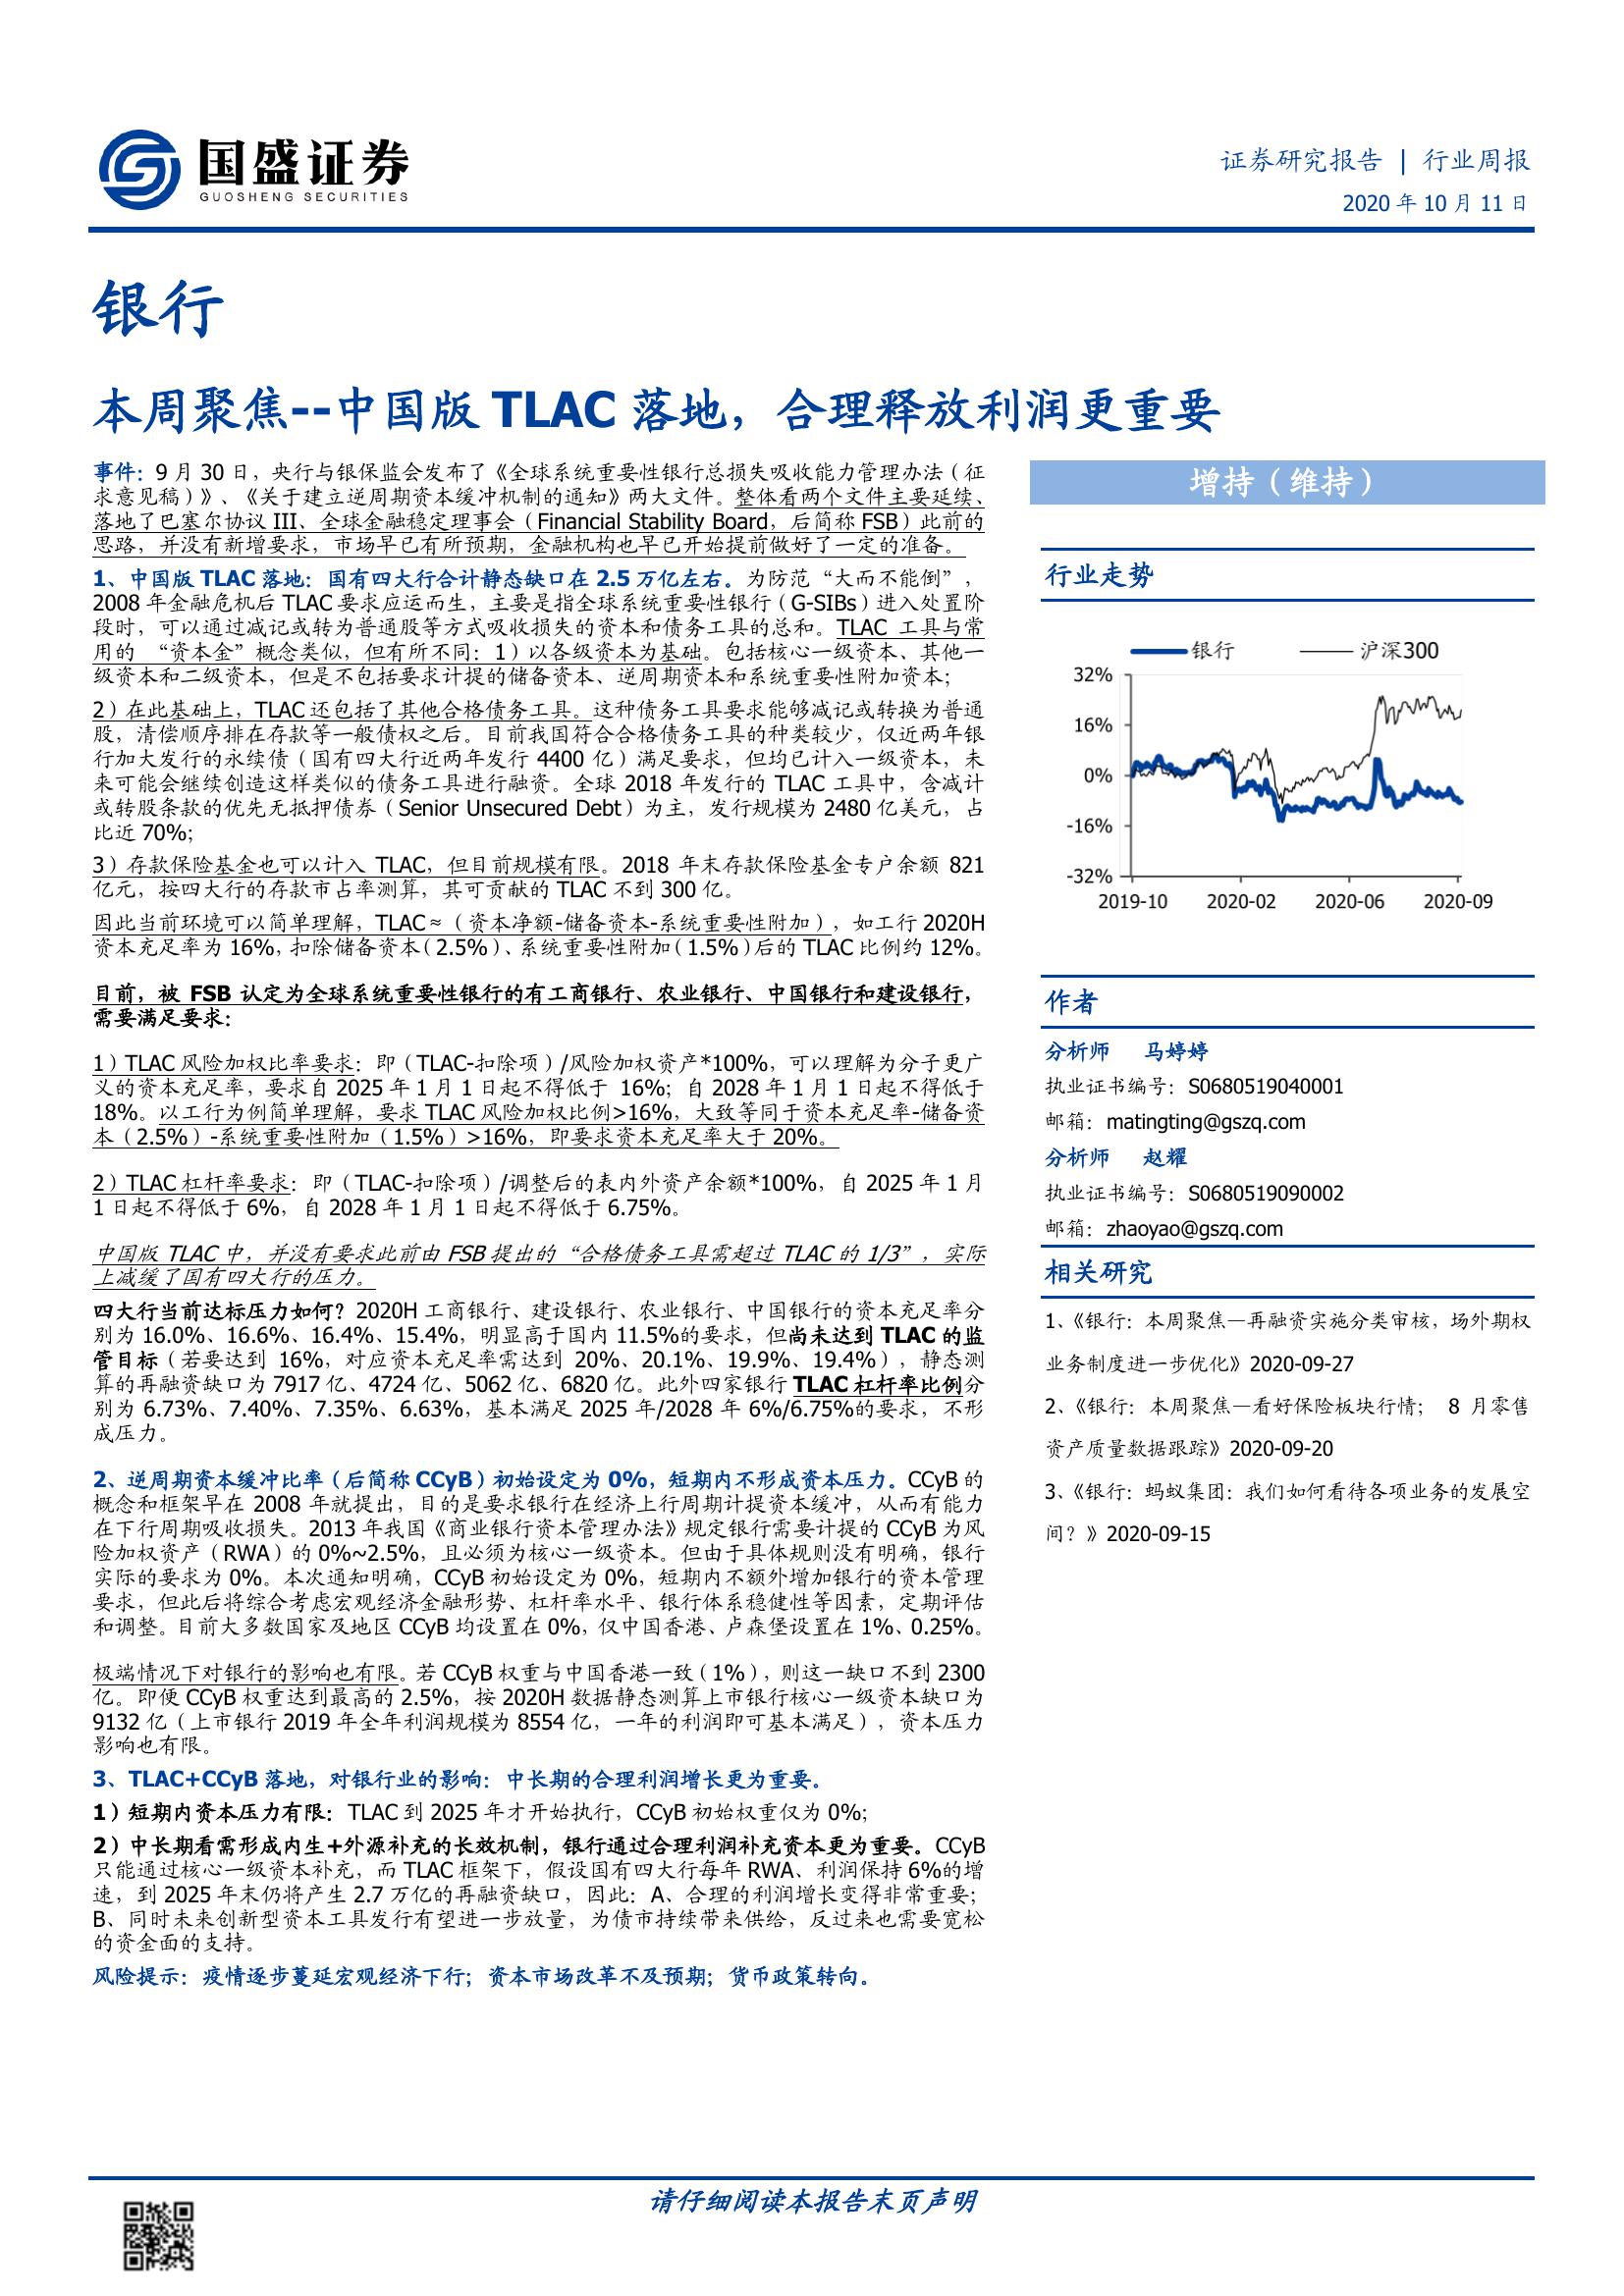 国盛证券
GUOSHENG SECURITIES
证券研究报告 | 行业周报
2020 年 10 月 11 日
银行
本周聚焦--中国版 TLAC 落地，合理释放利润更重要
事件：9 月 30 日，央行与银保监会发布了《全球系统重要性银行总损失吸收能力管理办法（征
求意见稿）》、《关于建立逆周期资本缓冲机制的通知》两大文件。整体看两个文件主要延续、
落地了巴塞尔协议 III、全球金融稳定理事会（Financial Stability Board，后简称 FSB）此前的
思路，并没有新增要求，市场早已有所预期，金融机构也早已开始提前做好了一定的准备。
1、中国版 TLAC 落地：国有四大行合计静态缺口在 2.5 万亿左右。为防范“大而不能倒”，
2008 年金融危机后 TLAC 要求应运而生，主要是指全球系统重要性银行（G-SIBs）进入处置阶
段时，可以通过减记或转为普通股等方式吸收损失的资本和债务工具的总和。TLAC 工具与常
用的 “资本金”概念类似，但有所不同：1）以各级资本为基础。包括核心一级资本、其他一
级资本和二级资本，但是不包括要求计提的储备资本、逆周期资本和系统重要性附加资本；
2）在此基础上，TLAC 还包括了其他合格债务工具。这种债务工具要求能够减记或转换为普通
股，清偿顺序排在存款等一般债权之后。目前我国符合合格债务工具的种类较少，仅近两年银
行加大发行的永续债（国有四大行近两年发行 4400 亿）满足要求，但均已计入一级资本，未
来可能会继续创造这样类似的债务工具进行融资。全球 2018 年发行的 TLAC 工具中，含减计
或转股条款的优先无抵押债券（Senior Unsecured Debt）为主，发行规模为 2480 亿美元，占
比近 70%；
3）存款保险基金也可以计入 TLAC，但目前规模有限。2018 年末存款保险基金专户余额 821
亿元，按四大行的存款市占率测算，其可贡献的 TLAC 不到 300 亿。
因此当前环境可以简单理解，TLAC≈（资本净额-储备资本-系统重要性附加），如工行 2020H
资本充足率为 16%，扣除储备资本（2.5%）、系统重要性附加（1.5%）后的 TLAC 比例约 12%。
目前，被 FSB 认定为全球系统重要性银行的有工商银行、农业银行、中国银行和建设银行，
需要满足要求：
1）TLAC 风险加权比率要求：即（TLAC-扣除项）/风险加权资产*100%，可以理解为分子更广
义的资本充足率，要求自 2025 年 1 月 1 日起不得低于 16%；自 2028 年 1 月 1 日起不得低于
18%。以工行为例简单理解，要求 TLAC 风险加权比例>16%，大致等同于资本充足率-储备资
本（2.5%）-系统重要性附加（1.5%）>16%，即要求资本充足率大于 20%。
2）TLAC 杠杆率要求：即（TLAC-扣除项）/调整后的表内外资产余额*100%，自 2025 年 1 月
1 日起不得低于 6%，自 2028 年 1 月 1 日起不得低于 6.75%。
中国版 TLAC 中，并没有要求此前由 FSB 提出的“合格债务工具需超过 TLAC 的 1/3”，实际
上减缓了国有四大行的压力。
四大行当前达标压力如何？2020H 工商银行、建设银行、农业银行、中国银行的资本充足率分
别为 16.0%、16.6%、16.4%、15.4%，明显高于国内 11.5%的要求，但尚未达到 TLAC 的监
管目标（若要达到 16%，对应资本充足率需达到 20%、20.1%、19.9%、19.4%），静态测
算的再融资缺口为 7917 亿、4724 亿、5062 亿、6820 亿。此外四家银行 TLAC 杠杆率比例分
别为 6.73%、7.40%、7.35%、6.63%，基本满足 2025 年/2028 年 6%/6.75%的要求，不形
成压力。
2、逆周期资本缓冲比率（后简称 CCyB）初始设定为 0%，短期内不形成资本压力。CCyB 的
概念和框架早在 2008 年就提出，目的是要求银行在经济上行周期计提资本缓冲，从而有能力
在下行周期吸收损失。2013 年我国《商业银行资本管理办法》规定银行需要计提的 CCyB 为风
险加权资产（RWA）的 0%~2.5%，且必须为核心一级资本。但由于具体规则没有明确，银行
实际的要求为 0%。本次通知明确，CCyB 初始设定为 0%，短期内不额外增加银行的资本管理
要求，但此后将综合考虑宏观经济金融形势、杠杆率水平、银行体系稳健性等因素，定期评估
和调整。目前大多数国家及地区 CCyB 均设置在 0%，仅中国香港、卢森堡设置在 1%、0.25%。
极端情况下对银行的影响也有限。若 CCyB 权重与中国香港一致（1%），则这一缺口不到 2300
亿。即便 CCyB 权重达到最高的 2.5%，按 2020H 数据静态测算上市银行核心一级资本缺口为
9132 亿（上市银行 2019 年全年利润规模为 8554 亿，一年的利润即可基本满足），资本压力
影响也有限。
3、TLAC+CCyB 落地，对银行业的影响：中长期的合理利润增长更为重要。
1）短期内资本压力有限：TLAC 到 2025 年才开始执行，CCyB 初始权重仅为 0%；
2）中长期看需形成内生+外源补充的长效机制，银行通过合理利润补充资本更为重要。CCyB
只能通过核心一级资本补充，而 TLAC 框架下，假设国有四大行每年 RWA、利润保持 6%的增
速，到 2025 年末仍将产生 2.7 万亿的再融资缺口，因此：A、合理的利润增长变得非常重要；
B、同时未来创新型资本工具发行有望进一步放量，为债市持续带来供给，反过来也需要宽松
的资金面的支持。
风险提示：疫情逐步蔓延宏观经济下行；资本市场改革不及预期；货币政策转向。
增持（维持）
行业走势
银行 沪深300
32%
16%
0%
-16%
-32%
2019-10 2020-02 2020-06 2020-09
作者
分析师 马婷婷
执业证书编号：S0680519040001
邮箱：matingting@gszq.com
分析师 赵耀
执业证书编号：S0680519090002
邮箱：zhaoyao@gszq.com
相关研究
1、《银行：本周聚焦—再融资实施分类审核，场外期权
业务制度进一步优化》2020-09-27
2、《银行：本周聚焦—看好保险板块行情； 8 月零售
资产质量数据跟踪》2020-09-20
3、《银行：蚂蚁集团：我们如何看待各项业务的发展空
间？》2020-09-15
请仔细阅读本报告末页声明